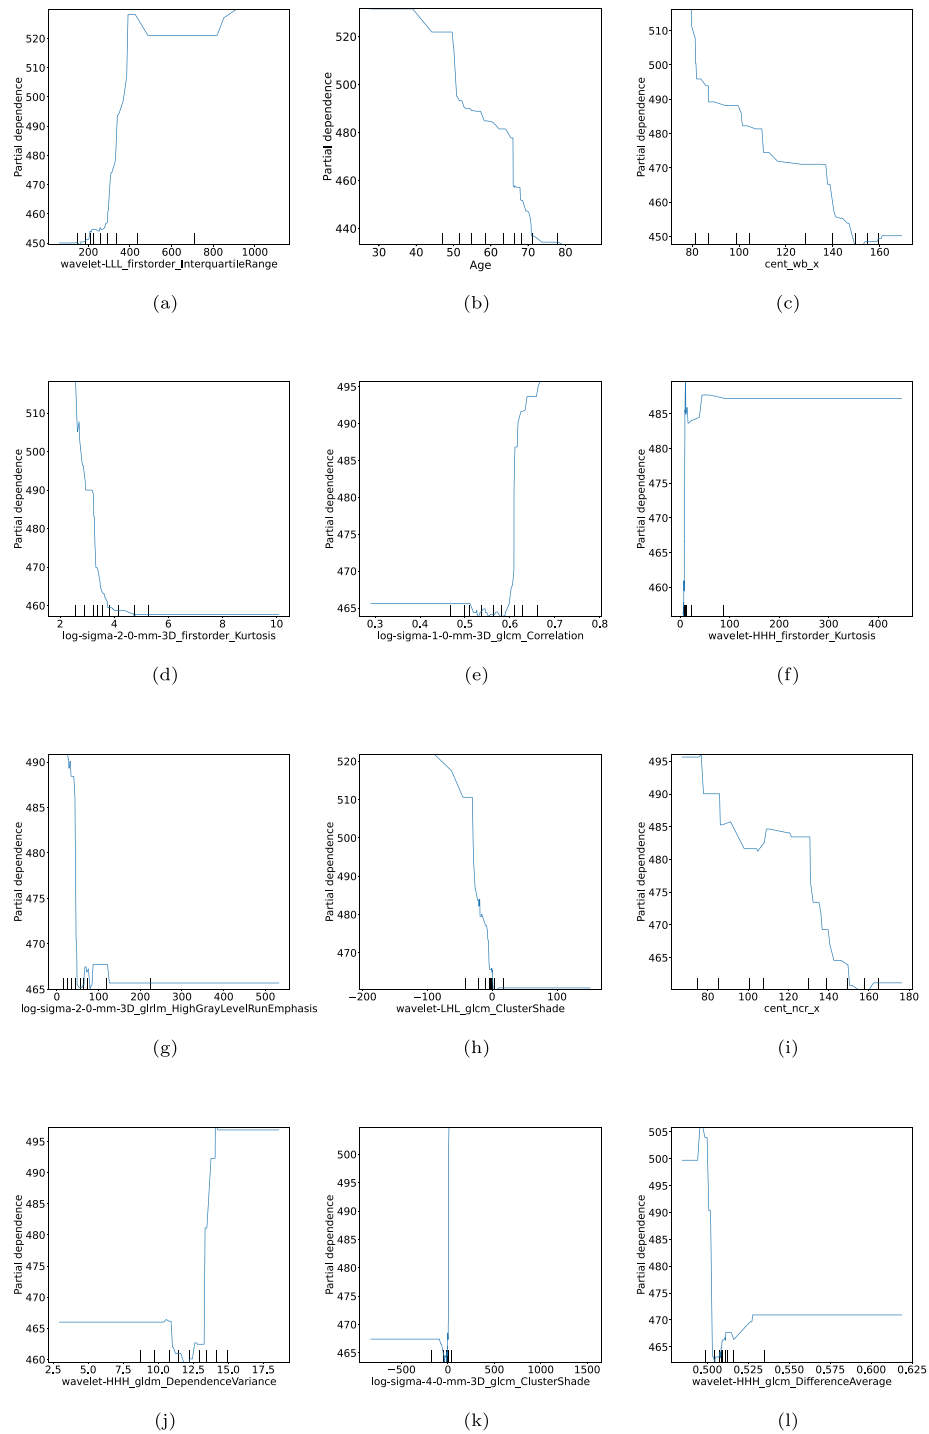 520
510
500
490
480
470
460
450
Partial dependence
200 400 600 800 1000
wavelet-LLL_firstorder_InterquartileRange
(a)
520
500
480
460
440
Partial dependence
30 40 50 60 70 80
Age
(b)
510
500
490
480
470
460
450
Partial dependence
80 100 120 140 160
cent_wb_x
(c)
510
500
490
480
470
460
Partial dependence
2 4 6 8 10
log-sigma-2-0-mm-3D_firstorder_Kurtosis
(d)
495
490
485
480
475
470
465
Partial dependence
0.3 0.4 0.5 0.6 0.7 0.8
log-sigma-1-0-mm-3D_glcm_Correlation
(e)
485
480
475
470
465
460
Partial dependence
0 100 200 300 400
wavelet-HHH_firstorder_Kurtosis
(f)
490
485
480
475
470
465
Partial dependence
0 100 200 300 400 500
log-sigma-2-0-mm-3D_glrlm_HighGrayLevelRunEmphasis
(g)
520
510
500
490
480
470
Partial dependence
−200 −100 0 100
wavelet-LHL_glcm_ClusterShade
(h)
495
490
485
480
475
470
465
Partial dependence
80 100 120 140 160 180
cent_ncr_x
(i)
495
490
485
480
475
470
465
460
Partial dependence
2.5 5.0 7.5 10.0 12.5 15.0 17.5
wavelet-HHH_gldm_DependenceVariance
(j)
500
495
490
485
480
475
470
465
Partial dependence
−500 0 500 1000 1500
log-sigma-4-0-mm-3D_glcm_ClusterShade
(k)
505
500
495
490
485
480
475
470
465
Partial dependence
0.500 0.525 0.550 0.575 0.600 0.625
wavelet-HHH_glcm_DifferenceAverage
(l)